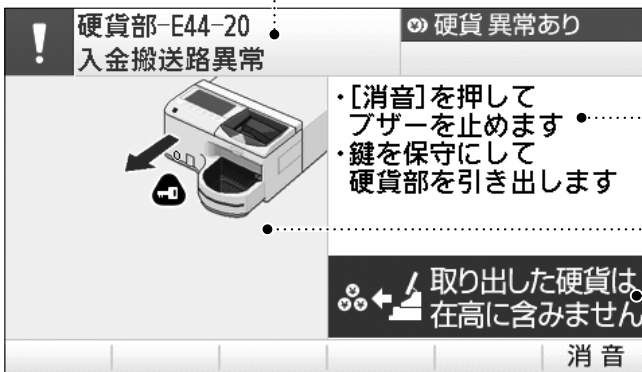 硬貨部-E44-20
入金搬送路異常
硬貨 異常あり
・[消音]を押して
ブザーを止めます
・鍵を保守にして
硬貨部を引き出します
取り出した硬貨は
在高に含みません
消音